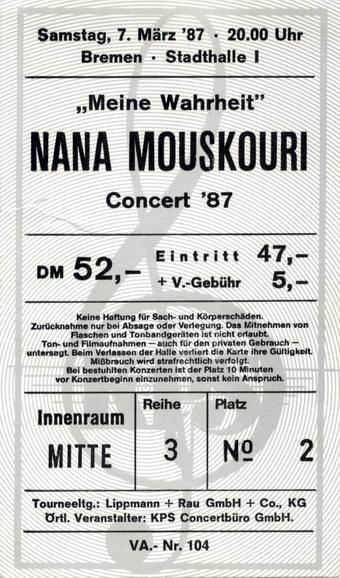 Samstag, 7. März '87 · 20.00 Uhr
Bremen · Stadthalle I
„Meine Wahrheit”
NANA MOUSKOURI
Concert '87
DM 52,– Eintritt 47,–
+ V.-Gebühr 5,–
Keine Haftung für Sach- und Körperschäden.
Zurücknahme nur bei Absage oder Verlegung. Das Mitnehmen von
Flaschen und Tonbandgeräten ist nicht erlaubt.
Ton- und Filmaufnahmen — auch für den privaten Gebrauch —
untersagt. Beim Verlassen der Halle verliert die Karte ihre Gültigkeit.
Mißbrauch wird strafrechtlich verfolgt.
Bei bestuhlten Konzerten ist der Platz 10 Minuten
vor Konzertbeginn einzunehmen, sonst kein Anspruch.
Innenraum Reihe Platz
MITTE 3 Nº 2
Tourneeltg.: Lippmann + Rau GmbH + Co., KG
Örtl. Veranstalter: KPS Concertbüro GmbH.
VA.- Nr. 104